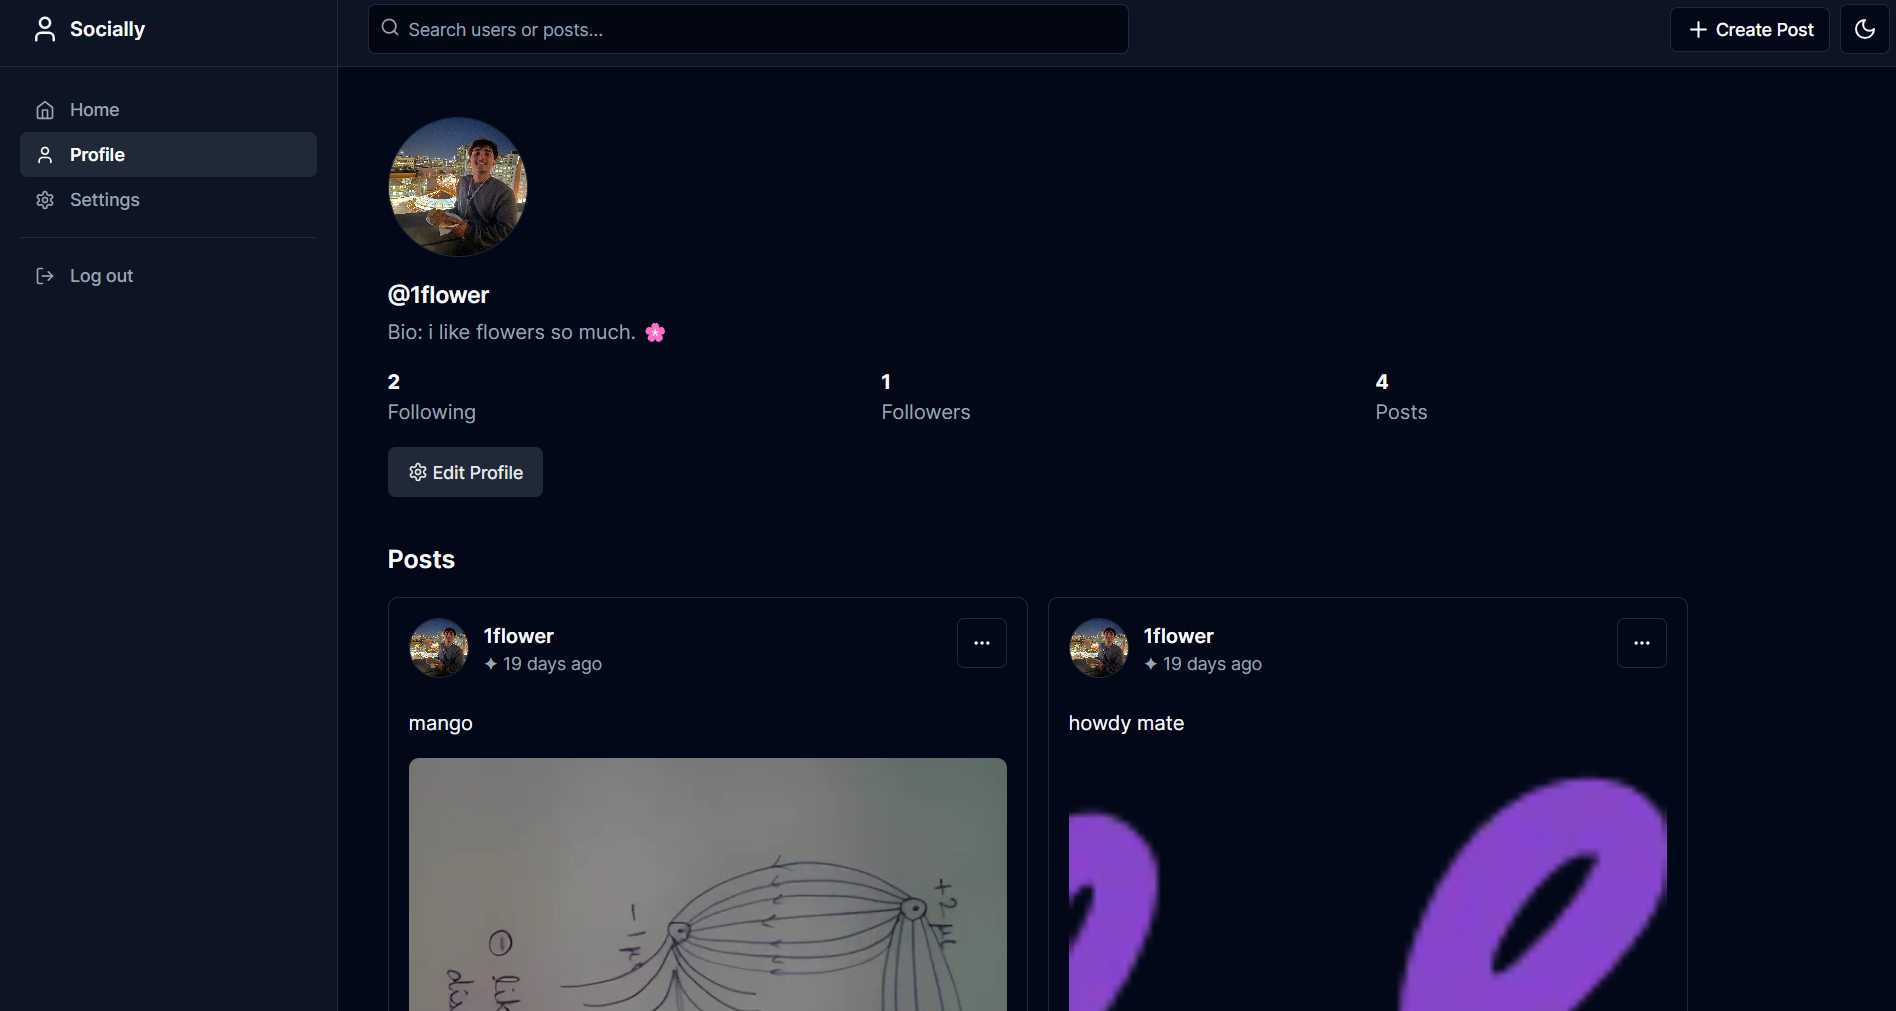 Socially
Search users or posts...
Create Post
Home
Profile
Settings
Log out
@1flower
Bio: i like flowers so much. 🌸
2
Following
1
Followers
4
Posts
Edit Profile
Posts
1flower
✦ 19 days ago
mango
+2 μc
-1 μ
lik
dis
1flower
✦ 19 days ago
howdy mate